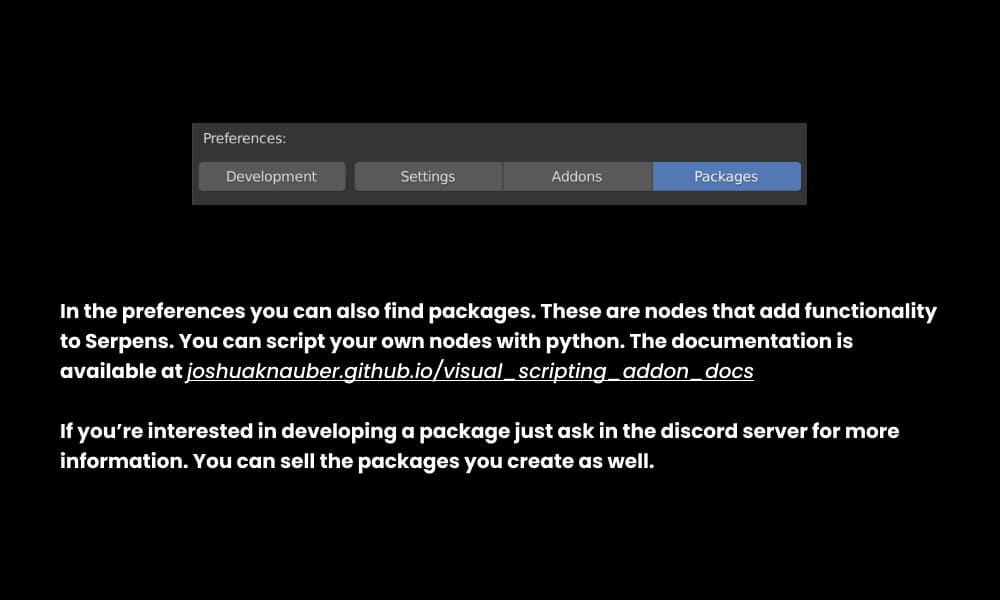 Preferences:
Development Settings Addons Packages
In the preferences you can also find packages. These are nodes that add functionality
to Serpens. You can script your own nodes with python. The documentation is
available at joshuaknauber.github.io/visual_scripting_addon_docs
If you’re interested in developing a package just ask in the discord server for more
information. You can sell the packages you create as well.